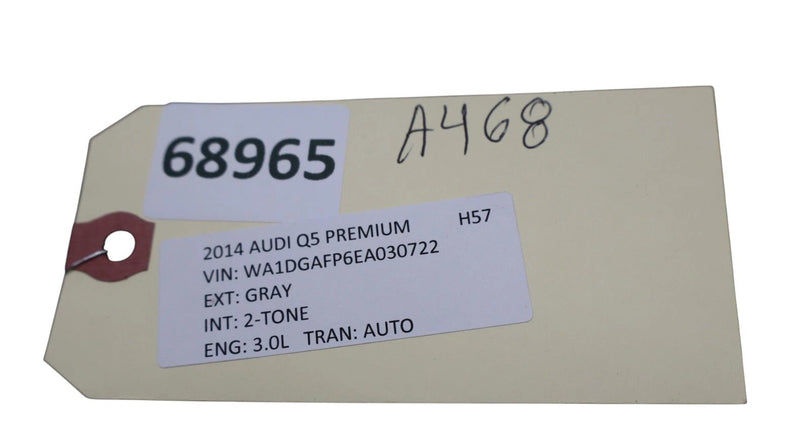 A468
68965
2014 AUDI Q5 PREMIUM H57
VIN: WA1DGAFP6EA030722
EXT: GRAY
INT: 2-TONE
ENG: 3.0L TRAN: AUTO